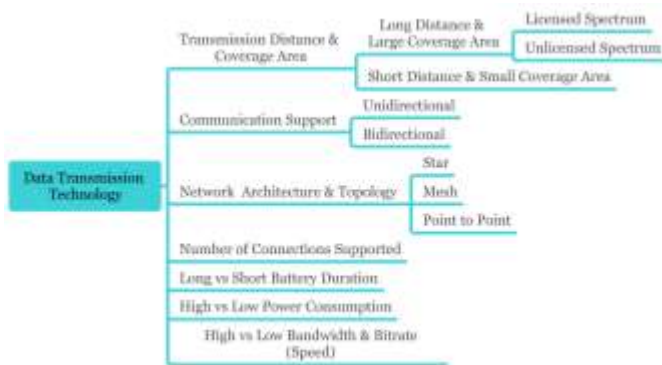 Data Transmission
Technology
Transmission Distance &
Coverage Area
Long Distance &
Large Coverage Area
Licensed Spectrum
Unlicensed Spectrum
Short Distance & Small Coverage Area
Communication Support
Unidirectional
Bidirectional
Network Architecture & Topology
Star
Mesh
Point to Point
Number of Connections Supported
Long vs Short Battery Duration
High vs Low Power Consumption
High vs Low Bandwidth & Bitrate
(Speed)